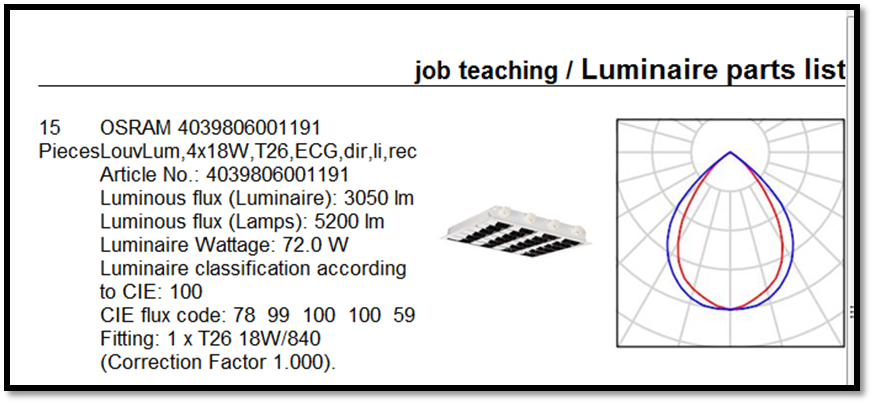 job teaching / Luminaire parts list
15 OSRAM 4039806001191
PiecesLouvLum,4x18W,T26,ECG,dir,li,rec
Article No.: 4039806001191
Luminous flux (Luminaire): 3050 lm
Luminous flux (Lamps): 5200 lm
Luminaire Wattage: 72.0 W
Luminaire classification according
to CIE: 100
CIE flux code: 78 99 100 100 59
Fitting: 1 x T26 18W/840
(Correction Factor 1.000).